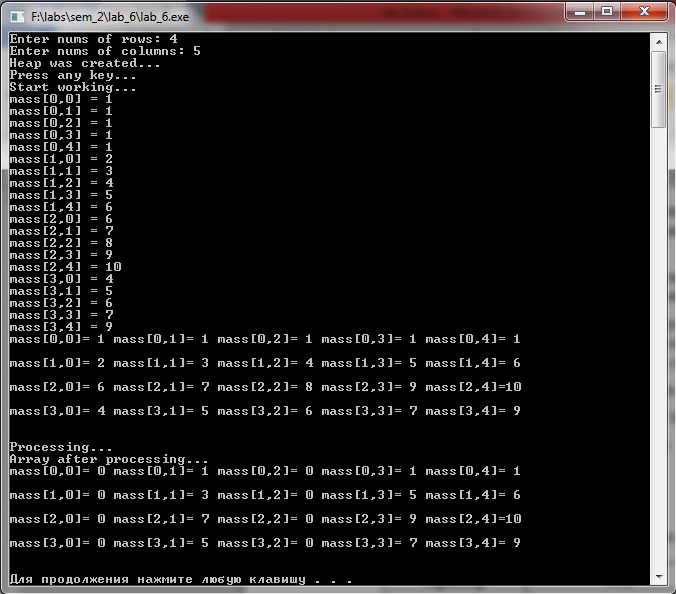 F:\labs\sem_2\lab_6\lab_6.exe
Enter nums of rows: 4
Enter nums of columns: 5
Heap was created...
Press any key...
Start working...
mass[0,0] = 1
mass[0,1] = 1
mass[0,2] = 1
mass[0,3] = 1
mass[0,4] = 1
mass[1,0] = 2
mass[1,1] = 3
mass[1,2] = 4
mass[1,3] = 5
mass[1,4] = 6
mass[2,0] = 6
mass[2,1] = 7
mass[2,2] = 8
mass[2,3] = 9
mass[2,4] = 10
mass[3,0] = 4
mass[3,1] = 5
mass[3,2] = 6
mass[3,3] = 7
mass[3,4] = 9
mass[0,0]= 1 mass[0,1]= 1 mass[0,2]= 1 mass[0,3]= 1 mass[0,4]= 1
mass[1,0]= 2 mass[1,1]= 3 mass[1,2]= 4 mass[1,3]= 5 mass[1,4]= 6
mass[2,0]= 6 mass[2,1]= 7 mass[2,2]= 8 mass[2,3]= 9 mass[2,4]=10
mass[3,0]= 4 mass[3,1]= 5 mass[3,2]= 6 mass[3,3]= 7 mass[3,4]= 9
Processing...
Array after processing...
mass[0,0]= 0 mass[0,1]= 1 mass[0,2]= 0 mass[0,3]= 1 mass[0,4]= 1
mass[1,0]= 0 mass[1,1]= 3 mass[1,2]= 0 mass[1,3]= 5 mass[1,4]= 6
mass[2,0]= 0 mass[2,1]= 7 mass[2,2]= 0 mass[2,3]= 9 mass[2,4]=10
mass[3,0]= 0 mass[3,1]= 5 mass[3,2]= 0 mass[3,3]= 7 mass[3,4]= 9
Для продолжения нажмите любую клавишу . . .